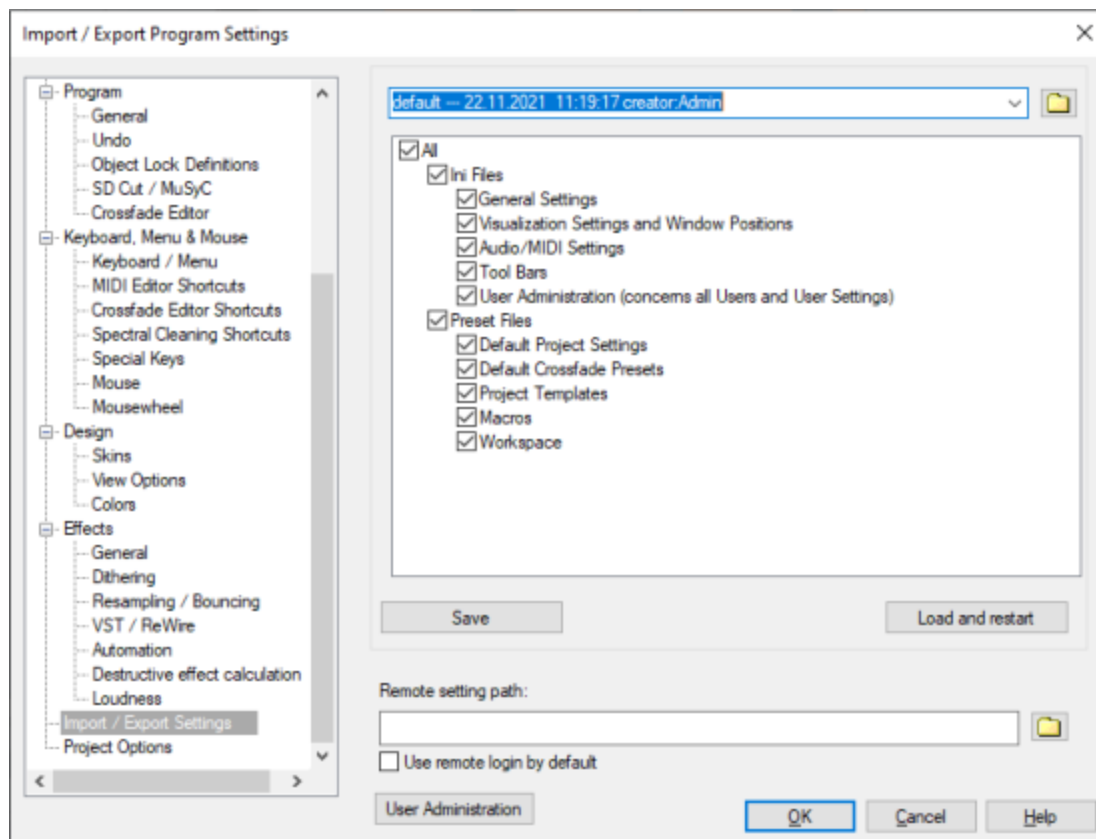 Import / Export Program Settings
Program
General
Undo
Object Lock Definitions
SD Cut / MuSyC
Crossfade Editor
Keyboard, Menu & Mouse
Keyboard / Menu
MIDI Editor Shortcuts
Crossfade Editor Shortcuts
Spectral Cleaning Shortcuts
Special Keys
Mouse
Mousewheel
Design
Skins
View Options
Colors
Effects
General
Dithering
Resampling / Bouncing
VST / ReWire
Automation
Destructive effect calculation
Loudness
Import / Export Settings
Project Options
default --- 22.11.2021 11:19:17 creator:Admin
All
Ini Files
General Settings
Visualization Settings and Window Positions
Audio/MIDI Settings
Tool Bars
User Administration (concerns all Users and User Settings)
Preset Files
Default Project Settings
Default Crossfade Presets
Project Templates
Macros
Workspace
Save
Load and restart
Remote setting path:
Use remote login by default
User Administration
OK
Cancel
Help